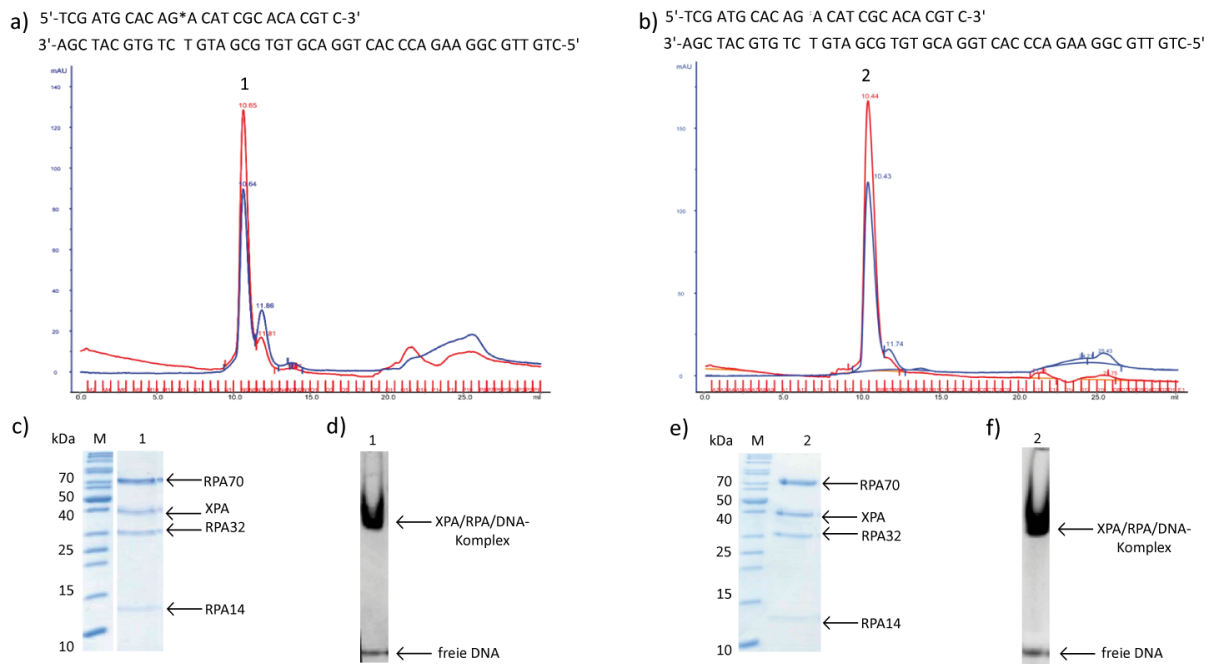 a)
5'-TCG ATG CAC AG*A CAT CGC ACA CGT C-3'
3'-AGC TAC GTG TC T GTA GCG TGT GCA GGT CAC CCA GAA GGC GTT GTC-5'
mAU
1
10.65
10.64
11.86
11.81
140
120
100
80
60
40
20
0
0.0
5.0
10.0
15.0
20.0
25.0
ml
b)
5'-TCG ATG CAC AG A CAT CGC ACA CGT C-3'
3'-AGC TAC GTG TC T GTA GCG TGT GCA GGT CAC CCA GAA GGC GTT GTC-5'
mAU
2
10.44
10.43
11.74
150
100
50
0
0.0
5.0
10.0
15.0
20.0
25.0
ml
c)
kDa M 1
70
50
40
25
15
10
RPA70
XPA
RPA32
RPA14
d)
1
XPA/RPA/DNA-
Komplex
freie DNA
e)
kDa M 2
70
50
40
25
15
10
RPA70
XPA
RPA32
RPA14
f)
2
XPA/RPA/DNA-
Komplex
freie DNA